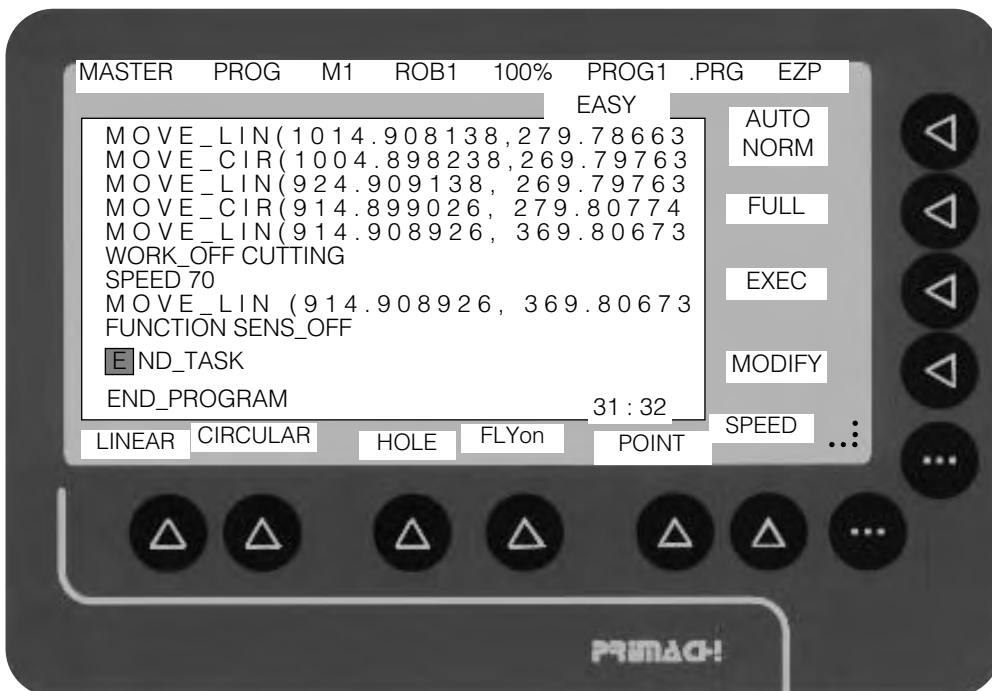 MASTER PROG M1 ROB1 100% PROG1 .PRG EZP
EASY
AUTO
NORM
MOVE_LIN(1014.908138,279.78663
MOVE_CIR(1004.898238,269.79763
MOVE_LIN(924.909138, 269.79763
MOVE_CIR(914.899026, 279.80774
MOVE_LIN(914.908926, 369.80673
WORK_OFF CUTTING
SPEED 70
MOVE_LIN (914.908926, 369.80673
FUNCTION SENS_OFF
END_TASK
END_PROGRAM
31 : 32
FULL
EXEC
MODIFY
LINEAR CIRCULAR HOLE FLYon POINT SPEED
PRIMACH!